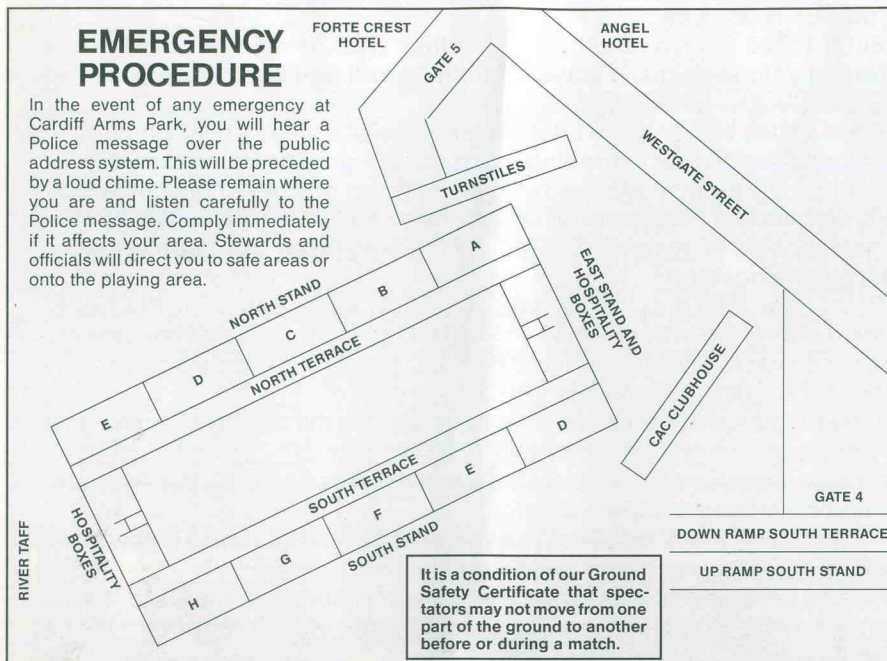 EMERGENCY
PROCEDURE
In the event of any emergency at
Cardiff Arms Park, you will hear a
Police message over the public
address system. This will be preceded
by a loud chime. Please remain where
you are and listen carefully to the
Police message. Comply immediately
if it affects your area. Stewards and
officials will direct you to safe areas or
onto the playing area.
FORTE CREST
HOTEL
GATE 5
ANGEL
HOTEL
WESTGATE STREET
TURNSTILES
NORTH STAND
A
B
C
D
E
NORTH TERRACE
EAST STAND AND
HOSPITALITY
BOXES
CAC CLUBHOUSE
SOUTH TERRACE
D
E
F
G
H
SOUTH STAND
HOSPITALITY
BOXES
RIVER TAFF
GATE 4
DOWN RAMP SOUTH TERRACE
UP RAMP SOUTH STAND
It is a condition of our Ground
Safety Certificate that spec-
tators may not move from one
part of the ground to another
before or during a match.